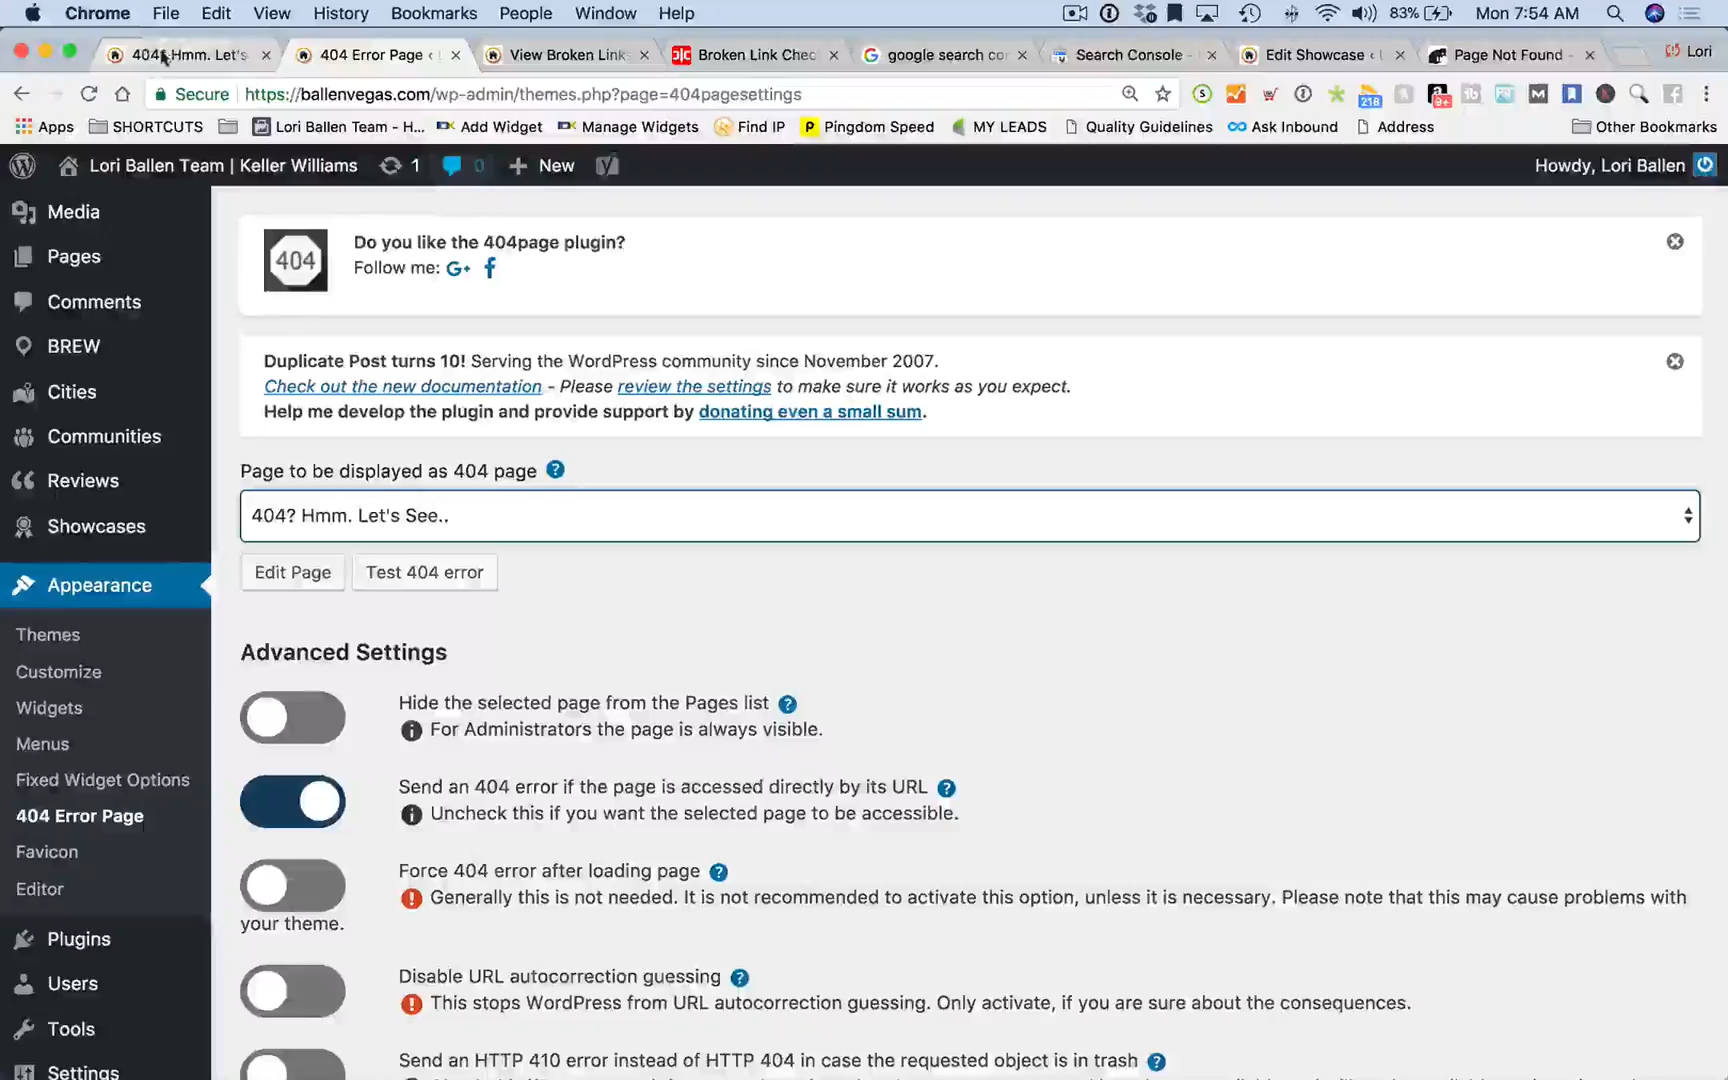 Chrome File Edit View History Bookmarks People Window Help 83% Mon 7:54 AM
404? Hmm. Let's 404 Error Page ‹ View Broken Links Broken Link Chec google search co Search Console - Edit Showcase ‹ Page Not Found - Lori
Secure https://ballenvegas.com/wp-admin/themes.php?page=404pagesettings
Apps SHORTCUTS Lori Ballen Team - H... Add Widget Manage Widgets Find IP Pingdom Speed MY LEADS Quality Guidelines Ask Inbound Address Other Bookmarks
Lori Ballen Team | Keller Williams 1 0 New Howdy, Lori Ballen
Media
Pages
Comments
BREW
Cities
Communities
Reviews
Showcases
Appearance
Themes
Customize
Widgets
Menus
Fixed Widget Options
404 Error Page
Favicon
Editor
Plugins
Users
Tools
Settings
404
Do you like the 404page plugin?
Follow me: G+ f
Duplicate Post turns 10! Serving the WordPress community since November 2007.
Check out the new documentation - Please review the settings to make sure it works as you expect.
Help me develop the plugin and provide support by donating even a small sum.
Page to be displayed as 404 page ?
404? Hmm. Let's See..
Edit Page Test 404 error
Advanced Settings
Hide the selected page from the Pages list ?
For Administrators the page is always visible.
Send an 404 error if the page is accessed directly by its URL ?
Uncheck this if you want the selected page to be accessible.
Force 404 error after loading page ?
Generally this is not needed. It is not recommended to activate this option, unless it is necessary. Please note that this may cause problems with
your theme.
Disable URL autocorrection guessing ?
This stops WordPress from URL autocorrection guessing. Only activate, if you are sure about the consequences.
Send an HTTP 410 error instead of HTTP 404 in case the requested object is in trash ?